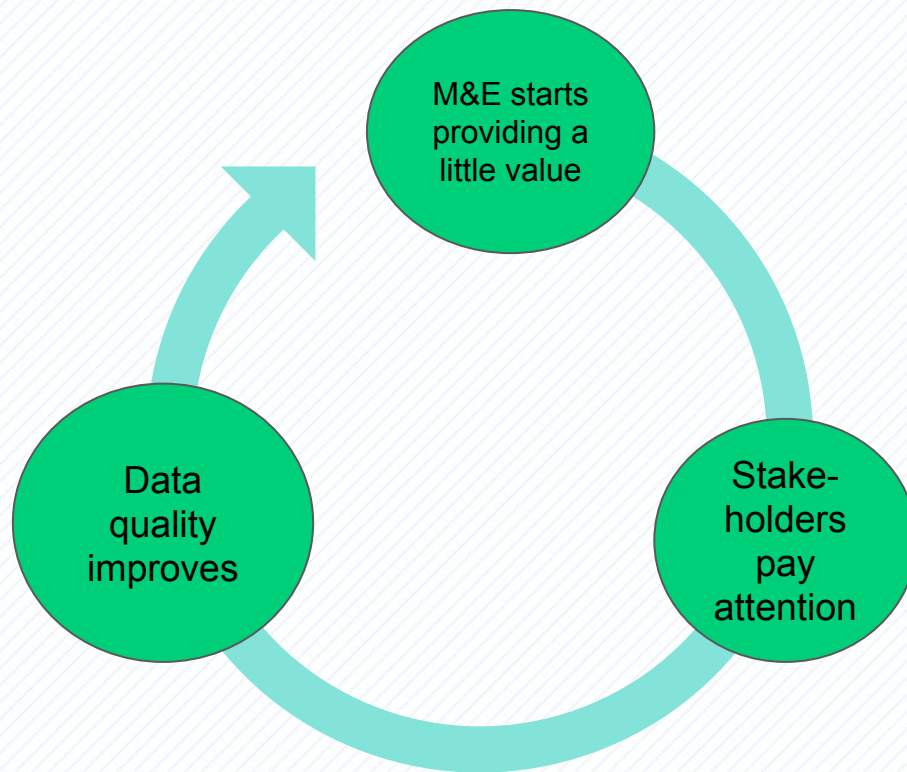 M&E starts
providing a
little value
Stake-
holders
pay
attention
Data
quality
improves